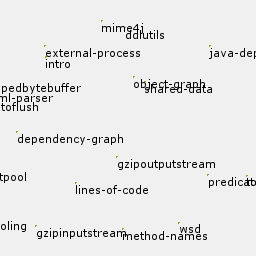 mime4j
ddlutils
external-process
java-dep
intro
object-graph
shared-data
pedbytebuffer
ml-parser
toflush
dependency-graph
gzipoutputstream
tpool
lines-of-code
predicat
oling
gzipinputstream
method-names
wsd